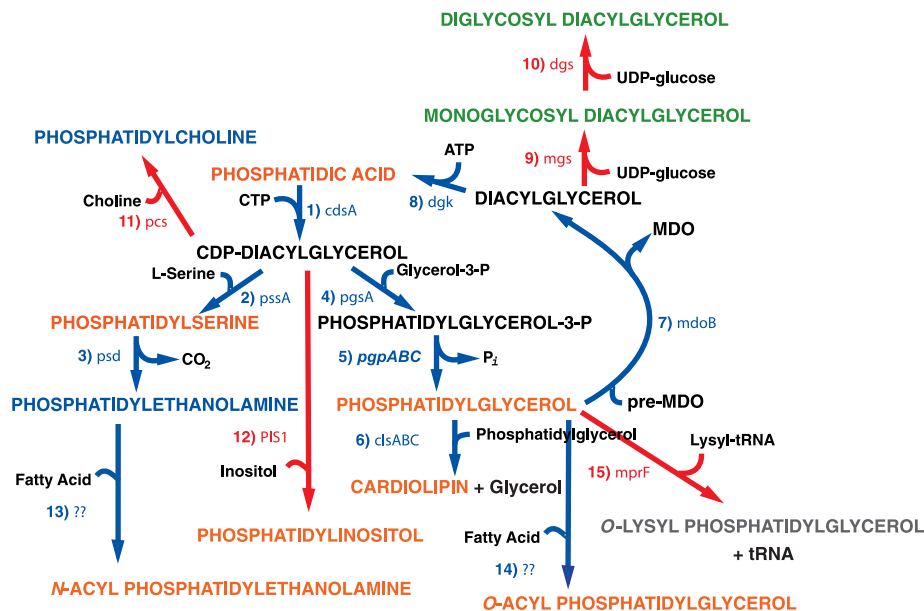 DIGLYCOSYL DIACYLGLYCEROL
10) dgs
UDP-glucose
MONOGLYCOSYL DIACYLGLYCEROL
PHOSPHATIDYLCHOLINE
ATP
9) mgs
UDP-glucose
PHOSPHATIDIC ACID
8) dgk
DIACYLGLYCEROL
Choline
CTP
1) cdsA
11) pcs
MDO
CDP-DIACYLGLYCEROL
L-Serine
Glycerol-3-P
2) pssA
4) pgsA
PHOSPHATIDYLSERINE
PHOSPHATIDYLGLYCEROL-3-P
7) mdoB
3) psd
CO2
5) pgpABC
Pi
PHOSPHATIDYLETHANOLAMINE
PHOSPHATIDYLGLYCEROL
pre-MDO
12) PIS1
6) clsABC
Phosphatidylglycerol
Lysyl-tRNA
Fatty Acid
Inositol
15) mprF
CARDIOLIPIN + Glycerol
13) ??
PHOSPHATIDYLINOSITOL
Fatty Acid
O-LYSYL PHOSPHATIDYLGLYCEROL
+ tRNA
14) ??
N-ACYL PHOSPHATIDYLETHANOLAMINE
O-ACYL PHOSPHATIDYLGLYCEROL